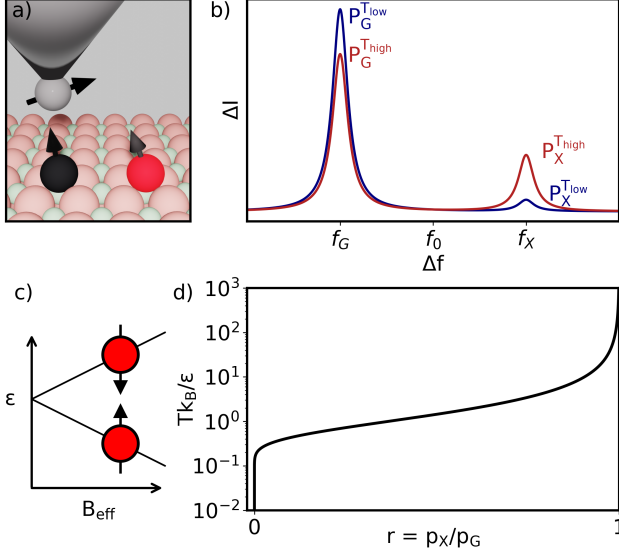 a)
b)
P_G^{T_low}
P_G^{T_high}
P_X^{T_high}
P_X^{T_low}
ΔI
f_G
f_0
f_X
Δf
c)
ε
B_eff
d)
Tk_B/ε
10^3
10^2
10^1
10^0
10^{-1}
10^{-2}
0
1
r = p_X/p_G